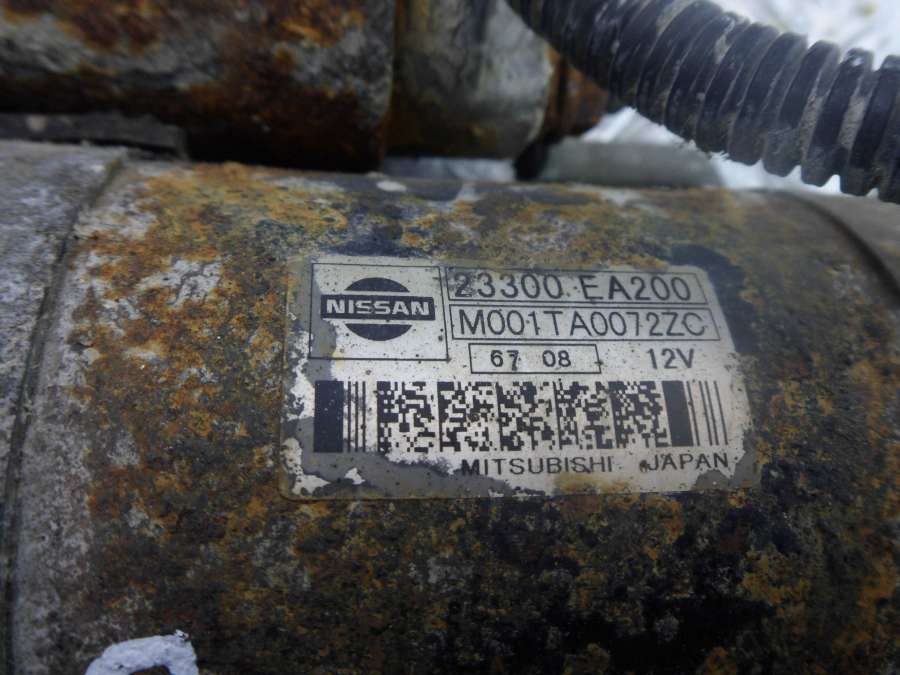 NISSAN
23300 EA200
M001TA0072ZC
67 08 12V
MITSUBISHI JAPAN